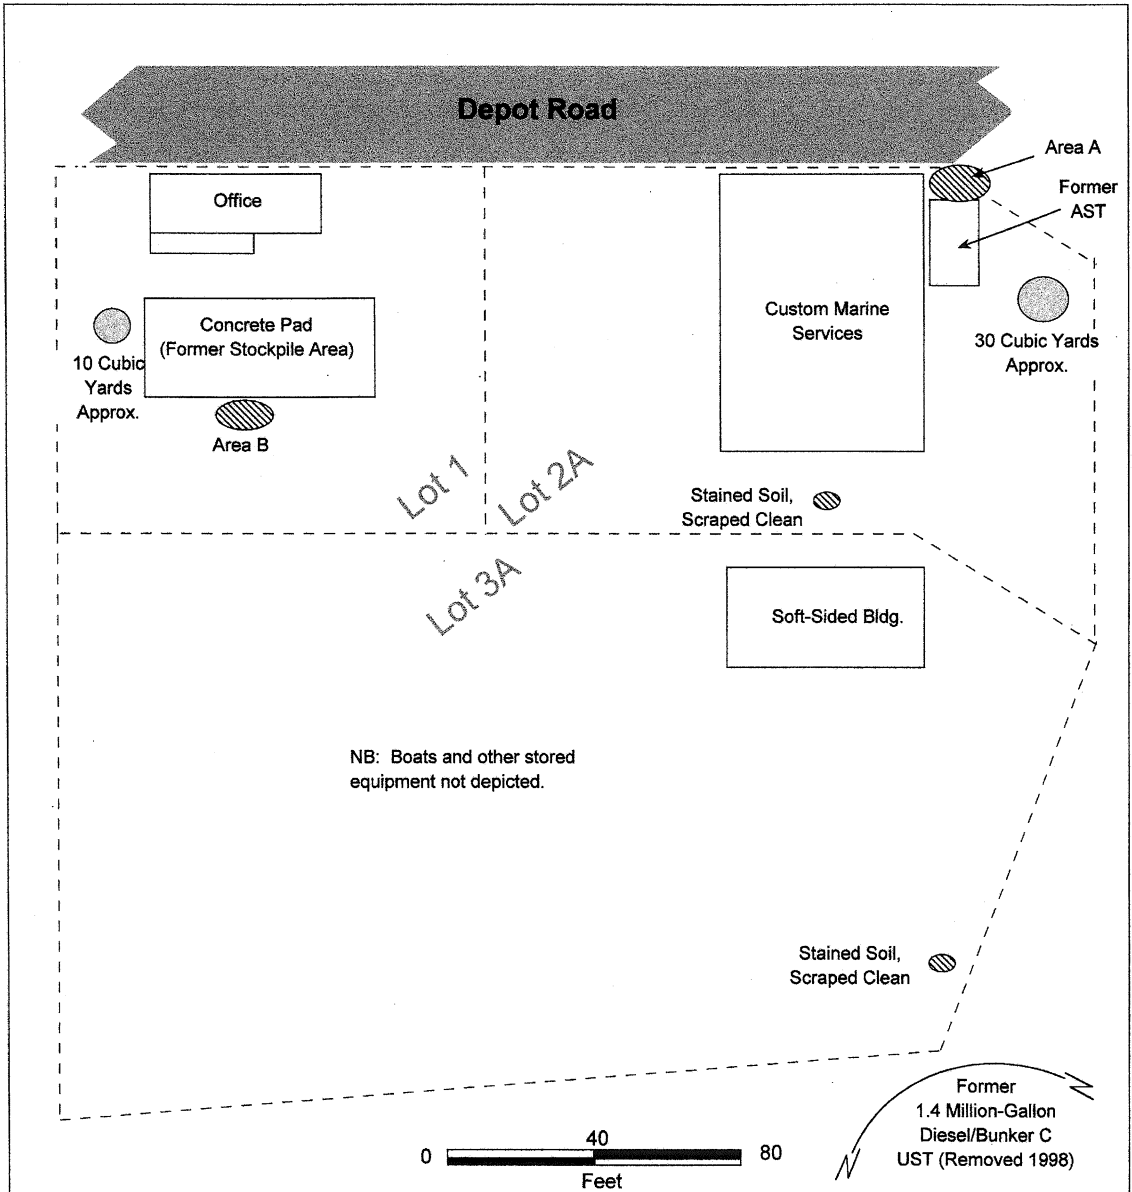 Depot Road
Area A
Former
AST
Office
Custom Marine
Services
Concrete Pad
(Former Stockpile Area)
30 Cubic Yards
Approx.
10 Cubic
Yards
Approx.
Area B
Lot 1
Lot 2A
Stained Soil,
Scraped Clean
Lot 3A
Soft-Sided Bldg.
NB: Boats and other stored
equipment not depicted.
Stained Soil,
Scraped Clean
Former
1.4 Million-Gallon
Diesel/Bunker C
UST (Removed 1998)
0
40
80
Feet